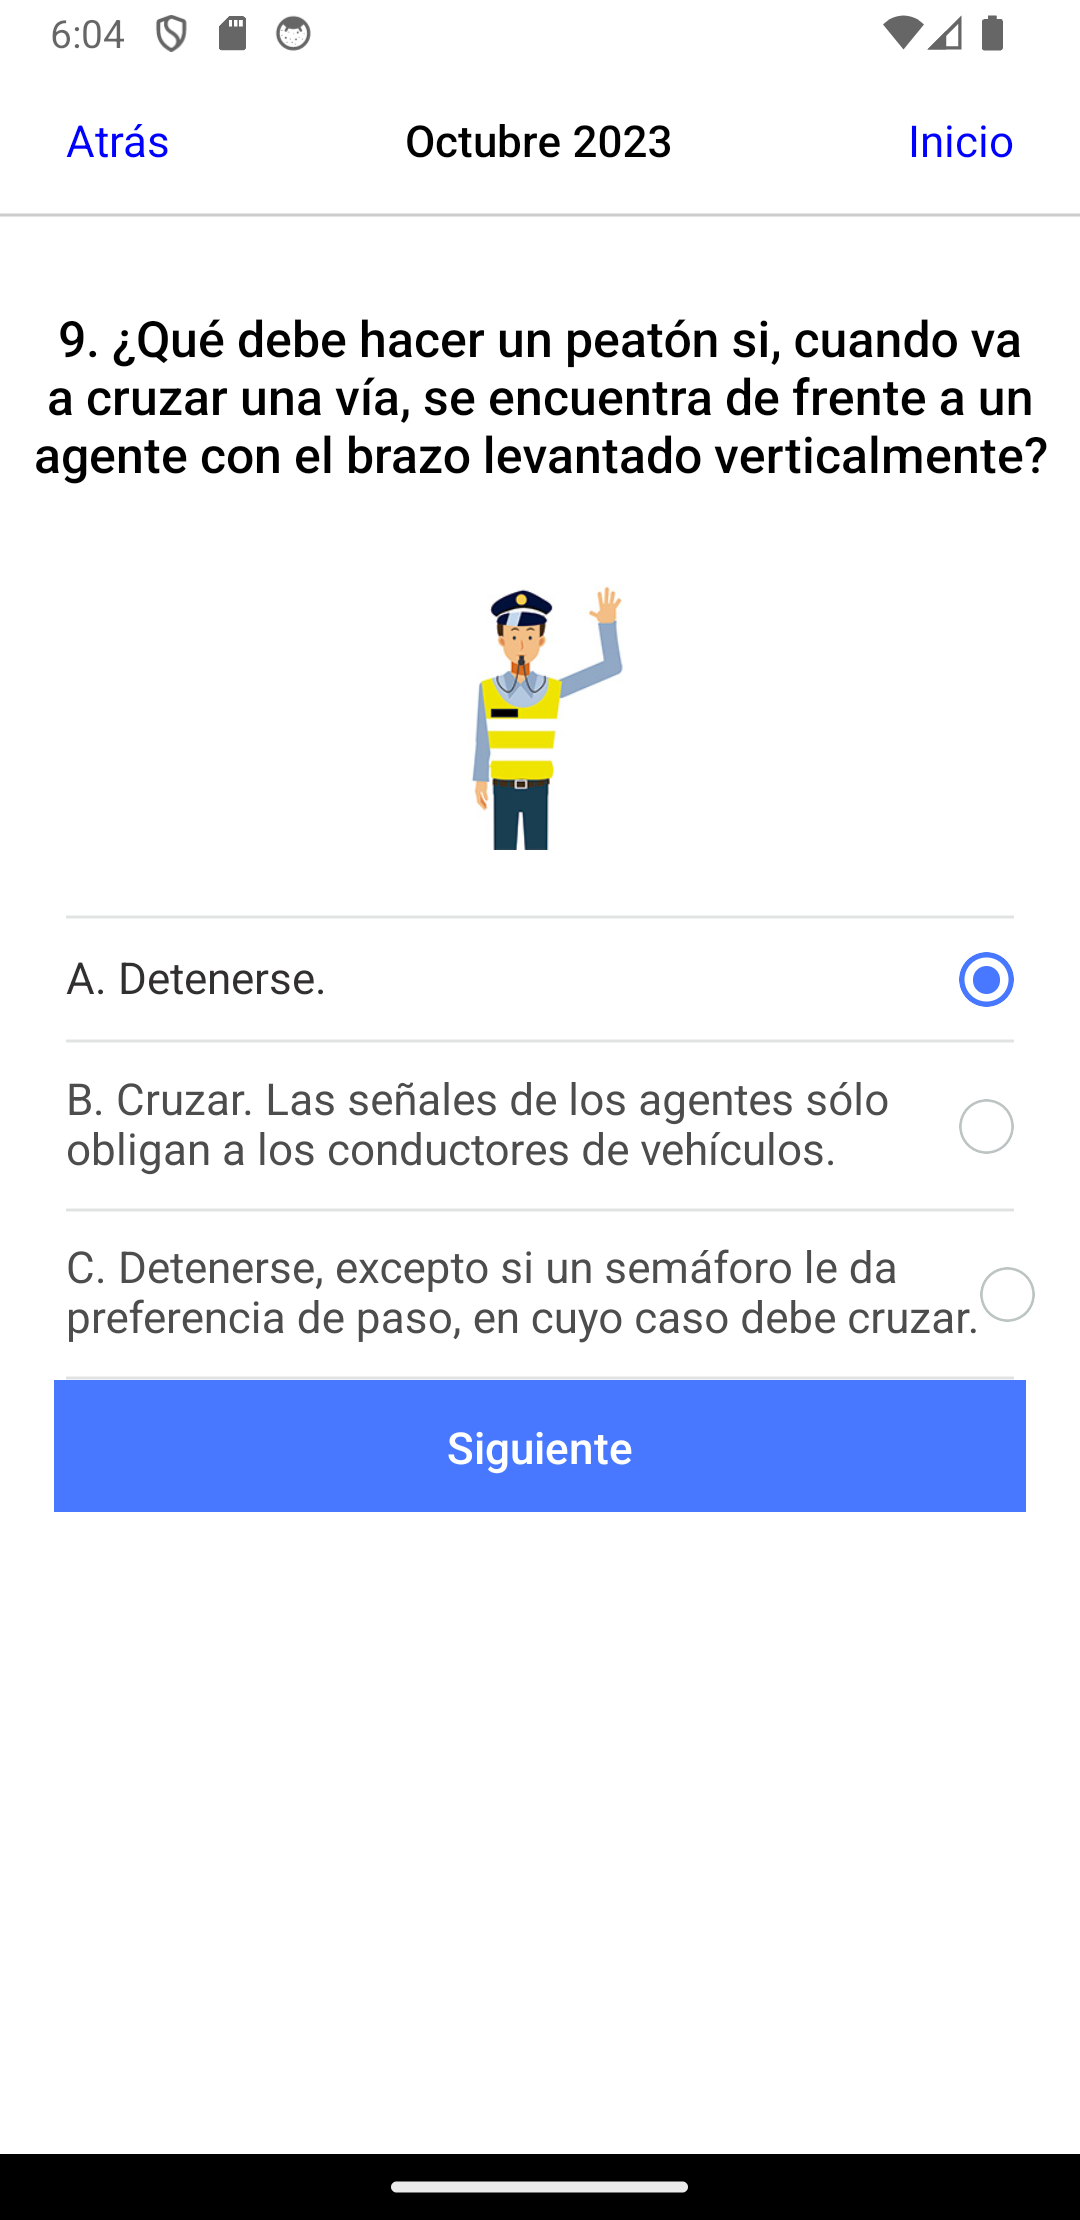 6:04
Atrás
Octubre 2023
Inicio
9. ¿Qué debe hacer un peatón si, cuando va
a cruzar una vía, se encuentra de frente a un
agente con el brazo levantado verticalmente?
A. Detenerse.
B. Cruzar. Las señales de los agentes sólo
obligan a los conductores de vehículos.
C. Detenerse, excepto si un semáforo le da
preferencia de paso, en cuyo caso debe cruzar.
Siguiente